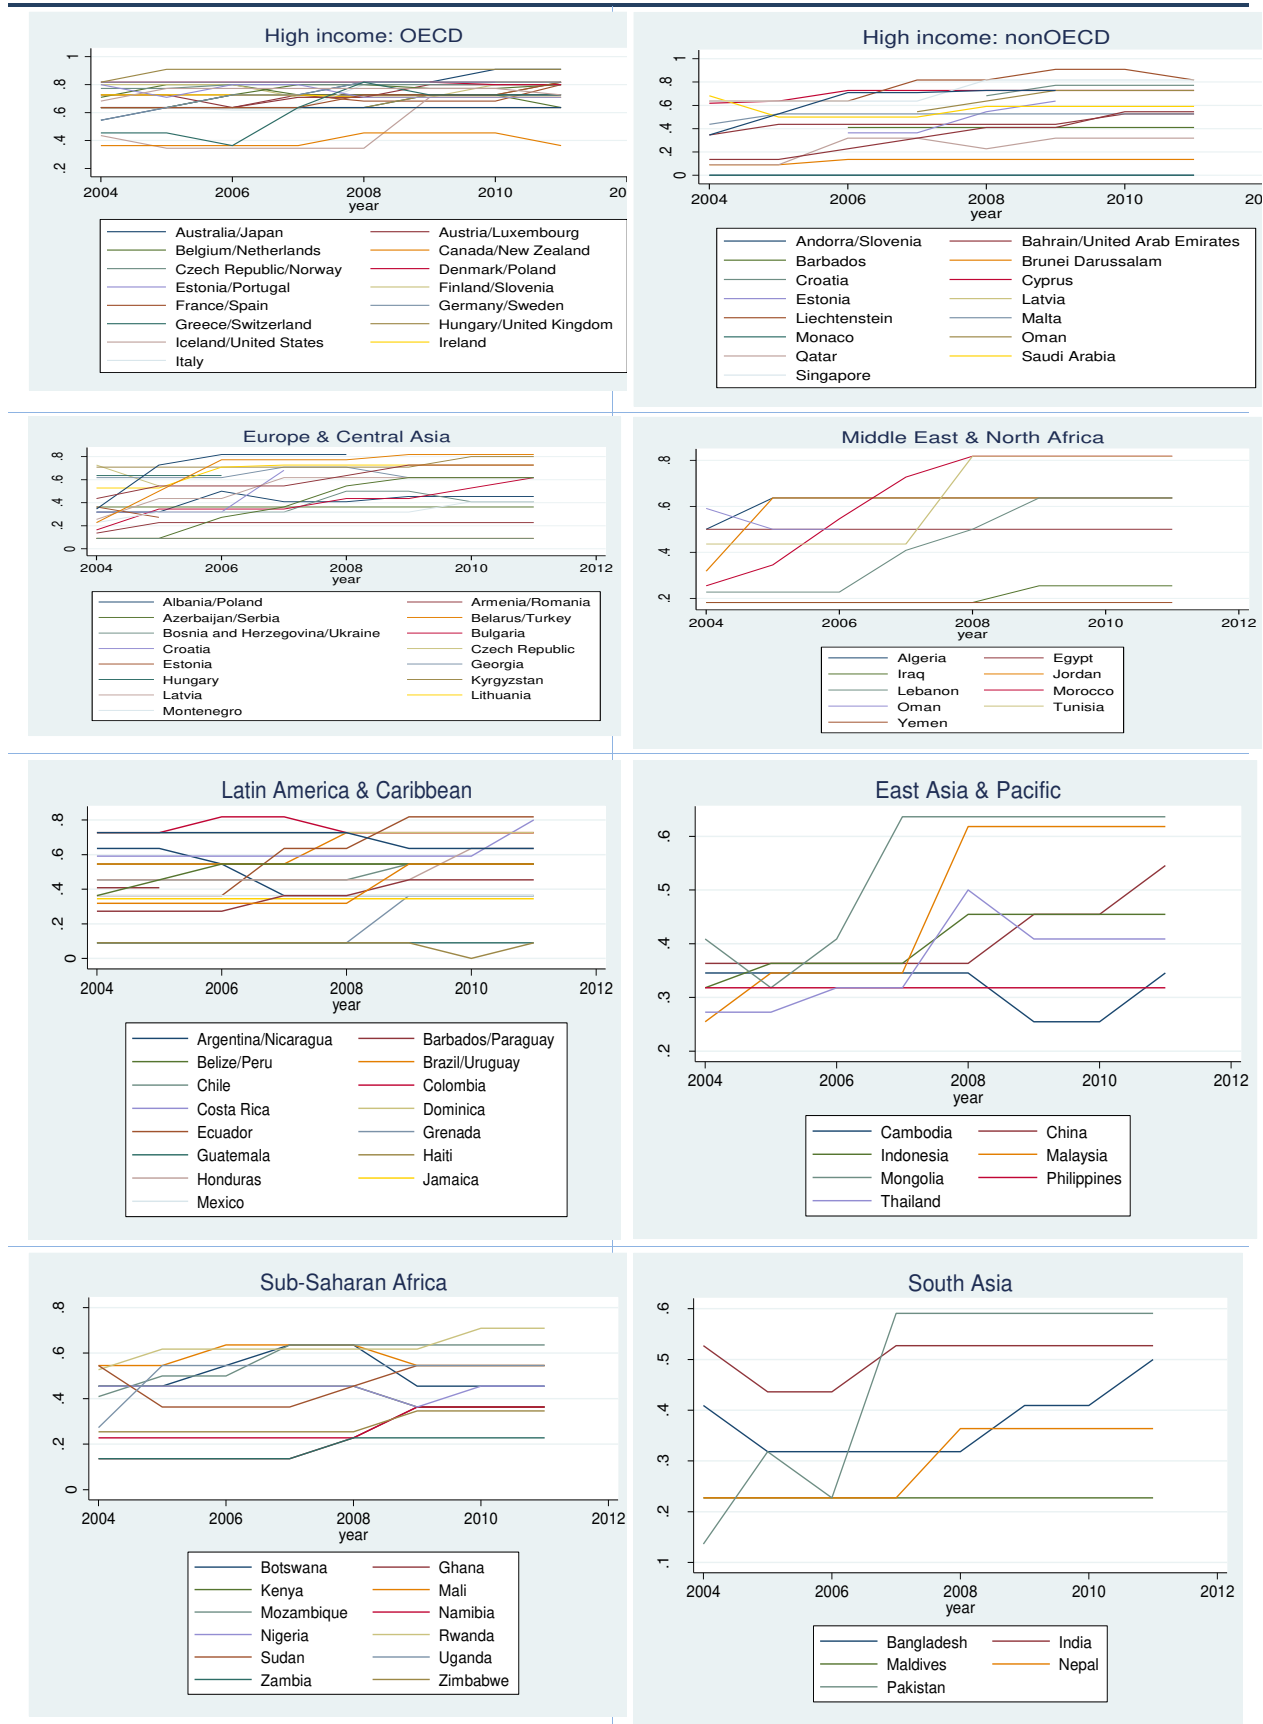 High income: OECD
1
.8
.6
.4
.2
2004 2006 2008 2010 20
year
Australia/Japan Austria/Luxembourg
Belgium/Netherlands Canada/New Zealand
Czech Republic/Norway Denmark/Poland
Estonia/Portugal Finland/Slovenia
France/Spain Germany/Sweden
Greece/Switzerland Hungary/United Kingdom
Iceland/United States Ireland
Italy
High income: nonOECD
1
.8
.6
.4
.2
0
2004 2006 2008 2010 20
year
Andorra/Slovenia Bahrain/United Arab Emirates
Barbados Brunei Darussalam
Croatia Cyprus
Estonia Latvia
Liechtenstein Malta
Monaco Oman
Qatar Saudi Arabia
Singapore
Europe & Central Asia
.8
.6
.4
.2
0
2004 2006 2008 2010 2012
year
Albania/Poland Armenia/Romania
Azerbaijan/Serbia Belarus/Turkey
Bosnia and Herzegovina/Ukraine Bulgaria
Croatia Czech Republic
Estonia Georgia
Hungary Kyrgyzstan
Latvia Lithuania
Montenegro
Middle East & North Africa
.8
.6
.4
.2
2004 2006 2008 2010 2012
year
Algeria Egypt
Iraq Jordan
Lebanon Morocco
Oman Tunisia
Yemen
Latin America & Caribbean
.8
.6
.4
.2
0
2004 2006 2008 2010 2012
year
Argentina/Nicaragua Barbados/Paraguay
Belize/Peru Brazil/Uruguay
Chile Colombia
Costa Rica Dominica
Ecuador Grenada
Guatemala Haiti
Honduras Jamaica
Mexico
East Asia & Pacific
.6
.5
.4
.3
.2
2004 2006 2008 2010 2012
year
Cambodia China
Indonesia Malaysia
Mongolia Philippines
Thailand
Sub-Saharan Africa
.8
.6
.4
.2
0
2004 2006 2008 2010 2012
year
Botswana Ghana
Kenya Mali
Mozambique Namibia
Nigeria Rwanda
Sudan Uganda
Zambia Zimbabwe
South Asia
.6
.5
.4
.3
.2
.1
2004 2006 2008 2010 2012
year
Bangladesh India
Maldives Nepal
Pakistan